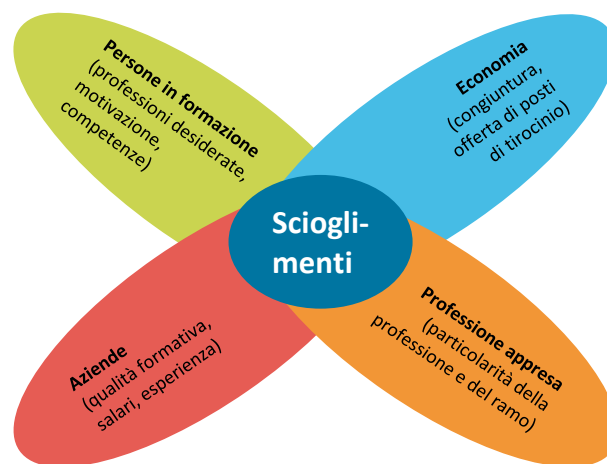 Persone in formazione
(professioni desiderate,
motivazione,
competenze)
Economia
(congiuntura,
offerta di posti
di tirocinio)
Sciogli-
menti
Aziende
(qualità formativa,
salari, esperienza)
Professione appresa
(particolarità della
professione e del ramo)